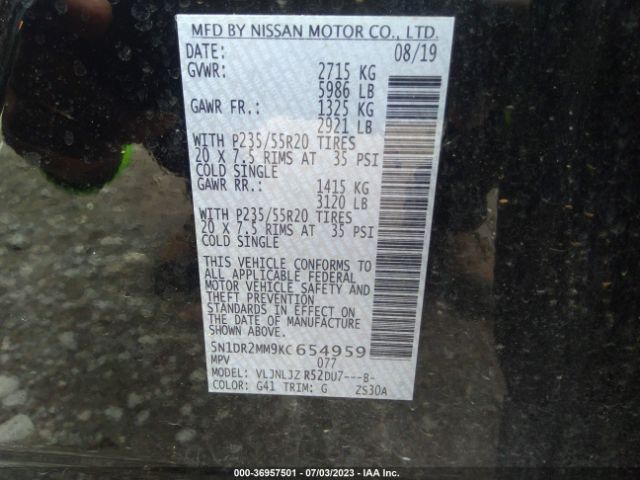 MFD BY NISSAN MOTOR CO., LTD.
DATE: 08/19
GVWR: 2715 KG
5986 LB
GAWR FR.: 1325 KG
2921 LB
WITH P235/55R20 TIRES
20 X 7.5 RIMS AT 35 PSI
COLD SINGLE
GAWR RR.: 1415 KG
3120 LB
WITH P235/55R20 TIRES
20 X 7.5 RIMS AT 35 PSI
COLD SINGLE
THIS VEHICLE CONFORMS TO
ALL APPLICABLE FEDERAL
MOTOR VEHICLE SAFETY AND
THEFT PREVENTION
STANDARDS IN EFFECT ON
THE DATE OF MANUFACTURE
SHOWN ABOVE.
5N1DR2MM9KC654959
MPV 077
MODEL: VLJNLJZ R52DU7---B-
COLOR: G41 TRIM: G ZS30A
000-36957501 - 07/03/2023 - IAA Inc.